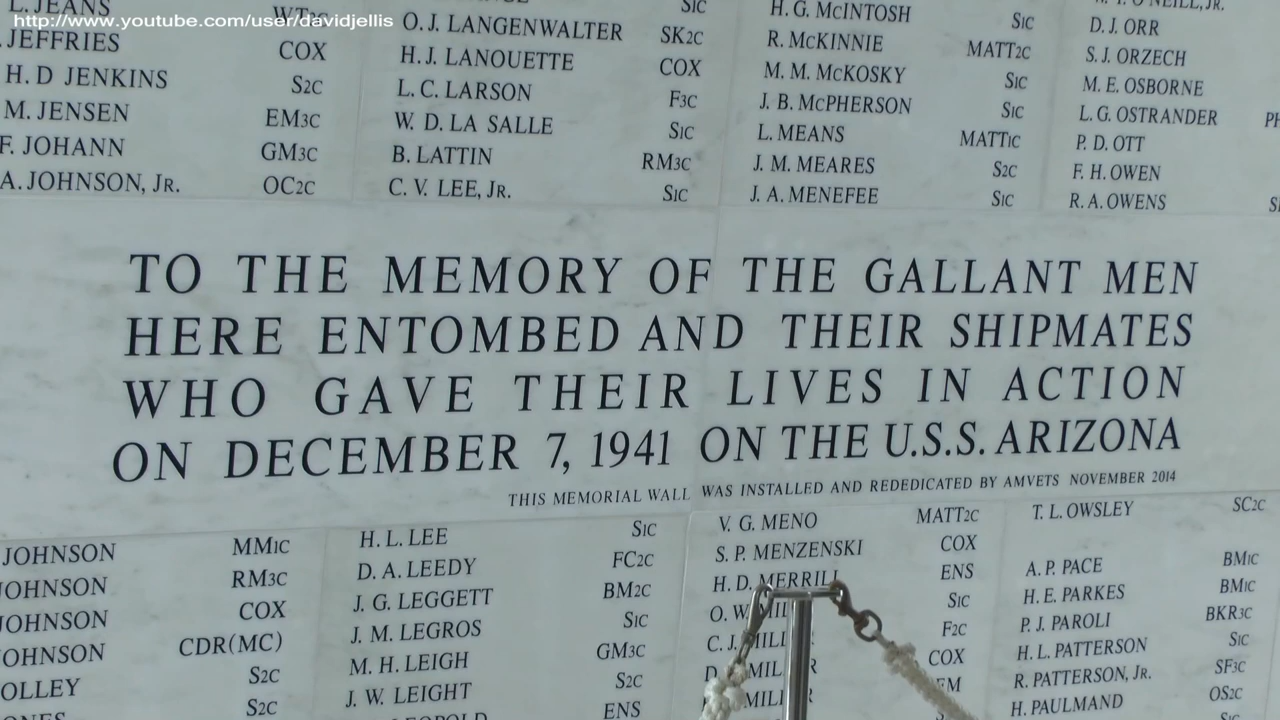 http://www.youtube.com/user/davidjellis
L. JEANS
JEFFRIES COX
H. D JENKINS S2C
M. JENSEN EM3C
F. JOHANN GM3C
A. JOHNSON, JR. OC2C
S1C
O. J. LANGENWALTER SK2C
H. J. LANOUETTE COX
L. C. LARSON F3C
W. D. LA SALLE S1C
B. LATTIN RM3C
C. V. LEE, JR. S1C
H. G. MCINTOSH S1C
R. MCKINNIE MATT2C
M. M. MCKOSKY S1C
J. B. MCPHERSON S1C
L. MEANS MATT1C
J. M. MEARES S2C
J. A. MENEFEE S1C
O'NEILL, JR.
D. J. ORR
S. J. ORZECH
M. E. OSBORNE
L. G. OSTRANDER
P. D. OTT
F. H. OWEN
R. A. OWENS
TO THE MEMORY OF THE GALLANT MEN
HERE ENTOMBED AND THEIR SHIPMATES
WHO GAVE THEIR LIVES IN ACTION
ON DECEMBER 7, 1941 ON THE U.S.S. ARIZONA
THIS MEMORIAL WALL WAS INSTALLED AND REDEDICATED BY AMVETS NOVEMBER 2014
JOHNSON MM1C
JOHNSON RM3C
JOHNSON COX
JOHNSON CDR(MC)
JOLLEY S2C
S2C
H. L. LEE S1C
D. A. LEEDY FC2C
J. G. LEGGETT BM2C
J. M. LEGROS S1C
M. H. LEIGH GM3C
J. W. LEIGHT S2C
ENS
V. G. MENO MATT2C
S. P. MENZENSKI COX
H. D. MERRILL ENS
O. W. S1C
C. J. F2C
COX
T. L. OWSLEY SC2C
A. P. PACE BM1C
H. E. PARKES BM1C
P. J. PAROLI BKR3C
H. L. PATTERSON S1C
R. PATTERSON, JR. SF3C
H. PAULMAND OS2C